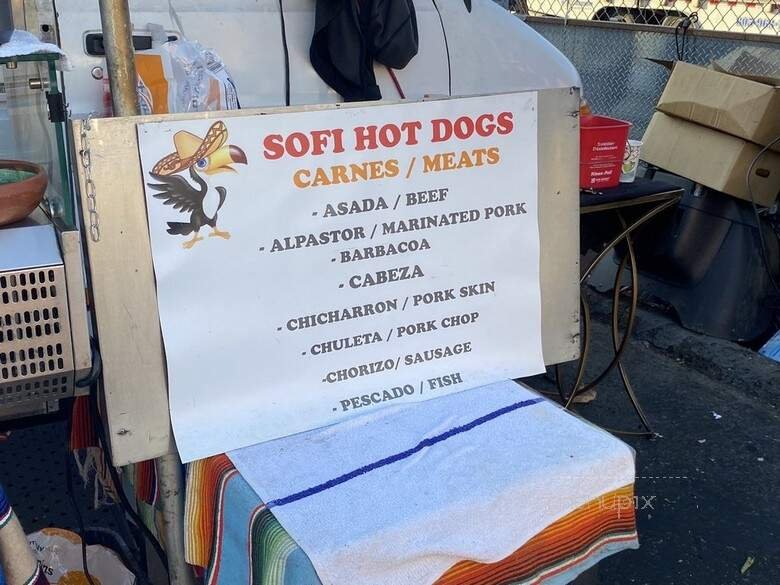 SOFI HOT DOGS
CARNES / MEATS
- ASADA / BEEF
- ALPASTOR / MARINATED PORK
- BARBACOA
- CABEZA
- CHICHARRON / PORK SKIN
- CHULETA / PORK CHOP
-CHORIZO/ SAUSAGE
- PESCADO / FISH